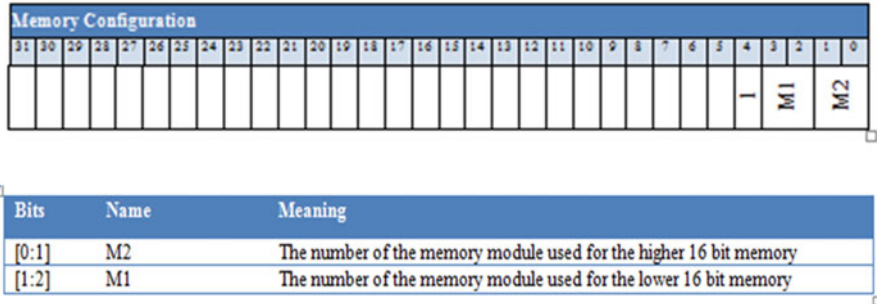 Memory Configuration
31 30 29 28 27 26 25 24 23 22 21 20 19 18 17 16 15 14 13 12 11 10 9 8 7 6 5 4 3 2 1 0
1 M1 M2
Bits Name Meaning
[0:1] M2 The number of the memory module used for the higher 16 bit memory
[1:2] M1 The number of the memory module used for the lower 16 bit memory